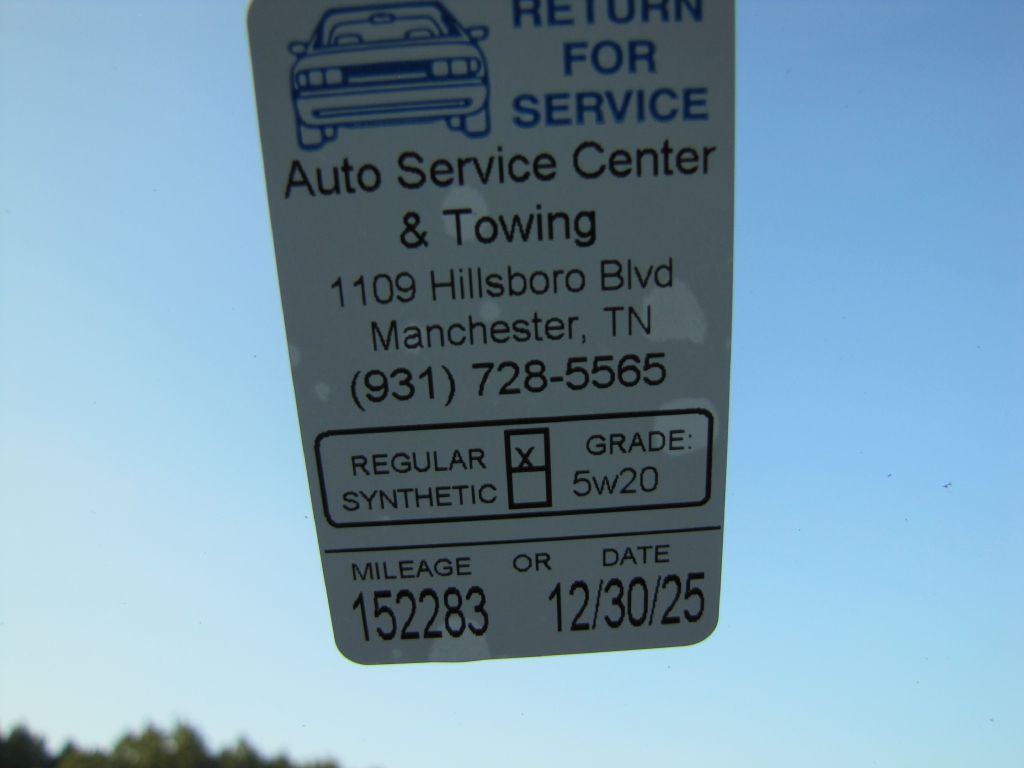 RETURN
FOR
SERVICE
Auto Service Center
& Towing
1109 Hillsboro Blvd
Manchester, TN
(931) 728-5565
REGULAR X GRADE:
SYNTHETIC 5w20
MILEAGE OR DATE
152283 12/30/25